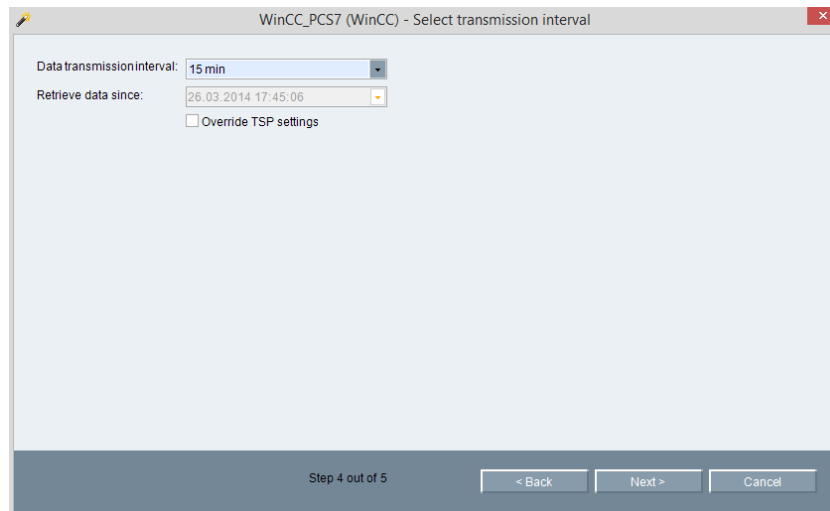 WinCC_PCS7 (WinCC) - Select transmission interval
Data transmission interval: 15 min
Retrieve data since: 26.03.2014 17:45:06
Override TSP settings
Step 4 out of 5 < Back Next > Cancel